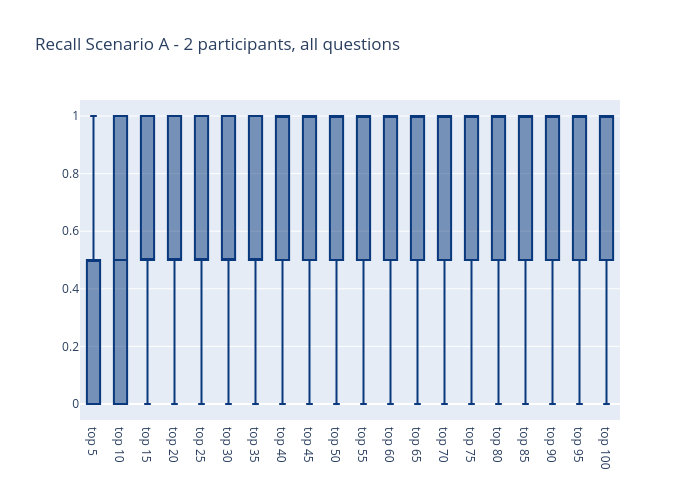 Recall Scenario A - 2 participants, all questions
1
0.8
0.6
0.4
0.2
0
top 5
top 10
top 15
top 20
top 25
top 30
top 35
top 40
top 45
top 50
top 55
top 60
top 65
top 70
top 75
top 80
top 85
top 90
top 95
top 100